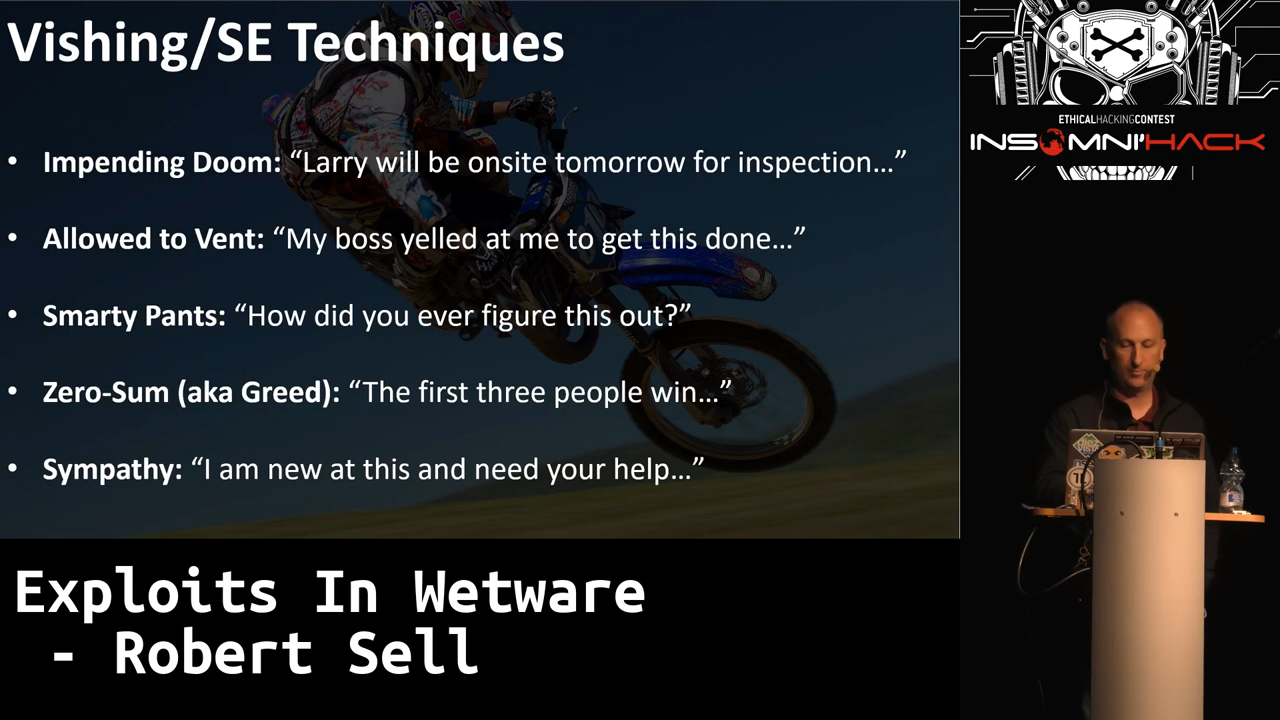 Vishing/SE Techniques
• Impending Doom: “Larry will be onsite tomorrow for inspection…”
• Allowed to Vent: “My boss yelled at me to get this done…”
• Smarty Pants: “How did you ever figure this out?”
• Zero-Sum (aka Greed): “The first three people win…”
• Sympathy: “I am new at this and need your help…”
Exploits In Wetware
- Robert Sell
ETHICALHACKINGCONTEST
INSOMNI'HACK